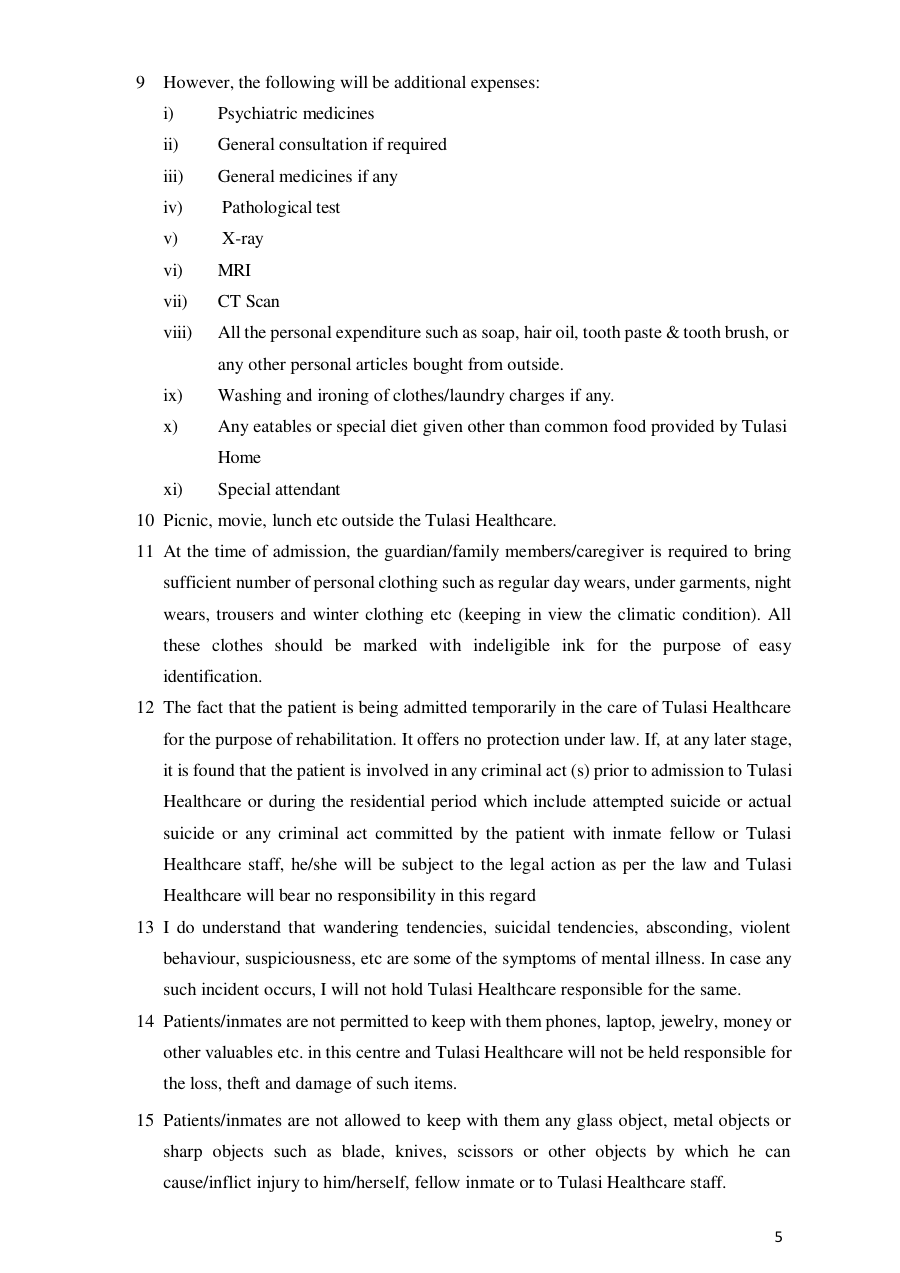 9 However, the following will be additional expenses:
i) Psychiatric medicines
ii) General consultation if required
iii) General medicines if any
iv) Pathological test
v) X-ray
vi) MRI
vii) CT Scan
viii) All the personal expenditure such as soap, hair oil, tooth paste & tooth brush, or
any other personal articles bought from outside.
ix) Washing and ironing of clothes/laundry charges if any.
x) Any eatables or special diet given other than common food provided by Tulasi
Home
xi) Special attendant
10 Picnic, movie, lunch etc outside the Tulasi Healthcare.
11 At the time of admission, the guardian/family members/caregiver is required to bring
sufficient number of personal clothing such as regular day wears, under garments, night
wears, trousers and winter clothing etc (keeping in view the climatic condition). All
these clothes should be marked with indeligible ink for the purpose of easy
identification.
12 The fact that the patient is being admitted temporarily in the care of Tulasi Healthcare
for the purpose of rehabilitation. It offers no protection under law. If, at any later stage,
it is found that the patient is involved in any criminal act (s) prior to admission to Tulasi
Healthcare or during the residential period which include attempted suicide or actual
suicide or any criminal act committed by the patient with inmate fellow or Tulasi
Healthcare staff, he/she will be subject to the legal action as per the law and Tulasi
Healthcare will bear no responsibility in this regard
13 I do understand that wandering tendencies, suicidal tendencies, absconding, violent
behaviour, suspiciousness, etc are some of the symptoms of mental illness. In case any
such incident occurs, I will not hold Tulasi Healthcare responsible for the same.
14 Patients/inmates are not permitted to keep with them phones, laptop, jewelry, money or
other valuables etc. in this centre and Tulasi Healthcare will not be held responsible for
the loss, theft and damage of such items.
15 Patients/inmates are not allowed to keep with them any glass object, metal objects or
sharp objects such as blade, knives, scissors or other objects by which he can
cause/inflict injury to him/herself, fellow inmate or to Tulasi Healthcare staff.
5